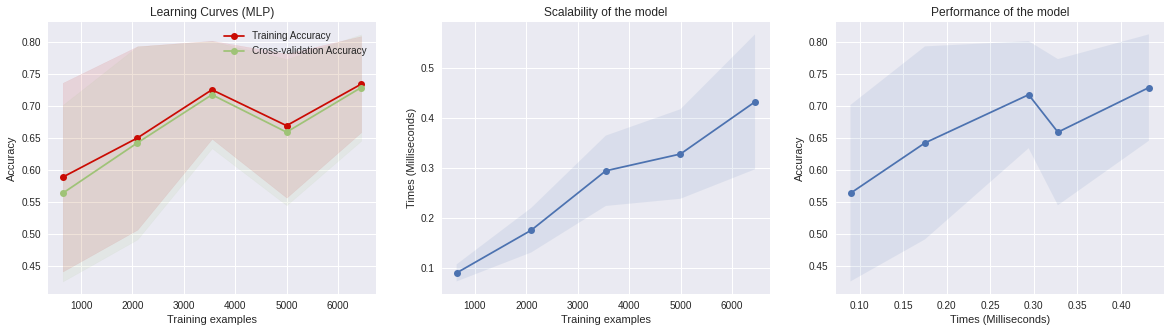 Learning Curves (MLP)
Training Accuracy
Cross-validation Accuracy
0.80
0.75
0.70
0.65
0.60
0.55
0.50
0.45
Accuracy
1000 2000 3000 4000 5000 6000
Training examples
Scalability of the model
0.5
0.4
0.3
0.2
0.1
Times (Milliseconds)
1000 2000 3000 4000 5000 6000
Training examples
Performance of the model
0.80
0.75
0.70
0.65
0.60
0.55
0.50
0.45
Accuracy
0.10 0.15 0.20 0.25 0.30 0.35 0.40
Times (Milliseconds)